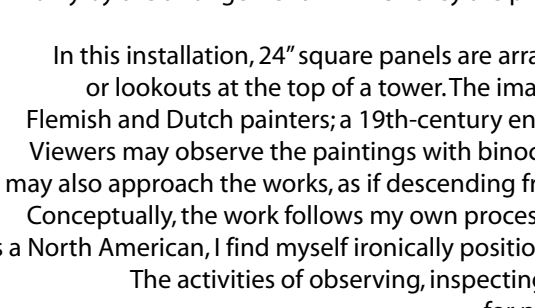 In this installation, 24” square panels are arra
or lookouts at the top of a tower. The ima
Flemish and Dutch painters; a 19th-century en
Viewers may observe the paintings with binoc
may also approach the works, as if descending fr
Conceptually, the work follows my own proces
s a North American, I find myself ironically positio
The activities of observing, inspecting